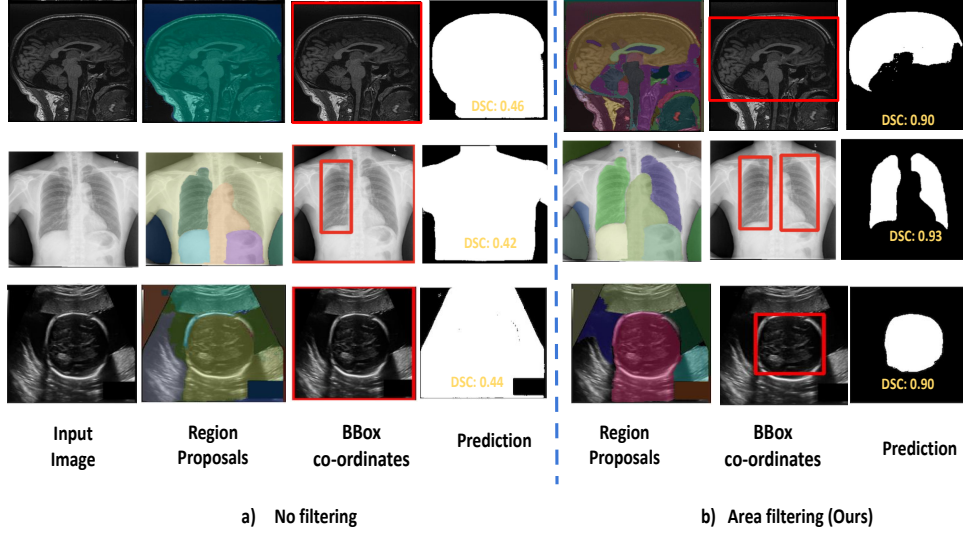 DSC: 0.46
DSC: 0.90
L
L
L
DSC: 0.42
DSC: 0.93
DSC: 0.44
DSC: 0.90
Input
Image
Region
Proposals
BBox
co-ordinates
Prediction
Region
Proposals
BBox
co-ordinates
Prediction
a) No filtering
b) Area filtering (Ours)